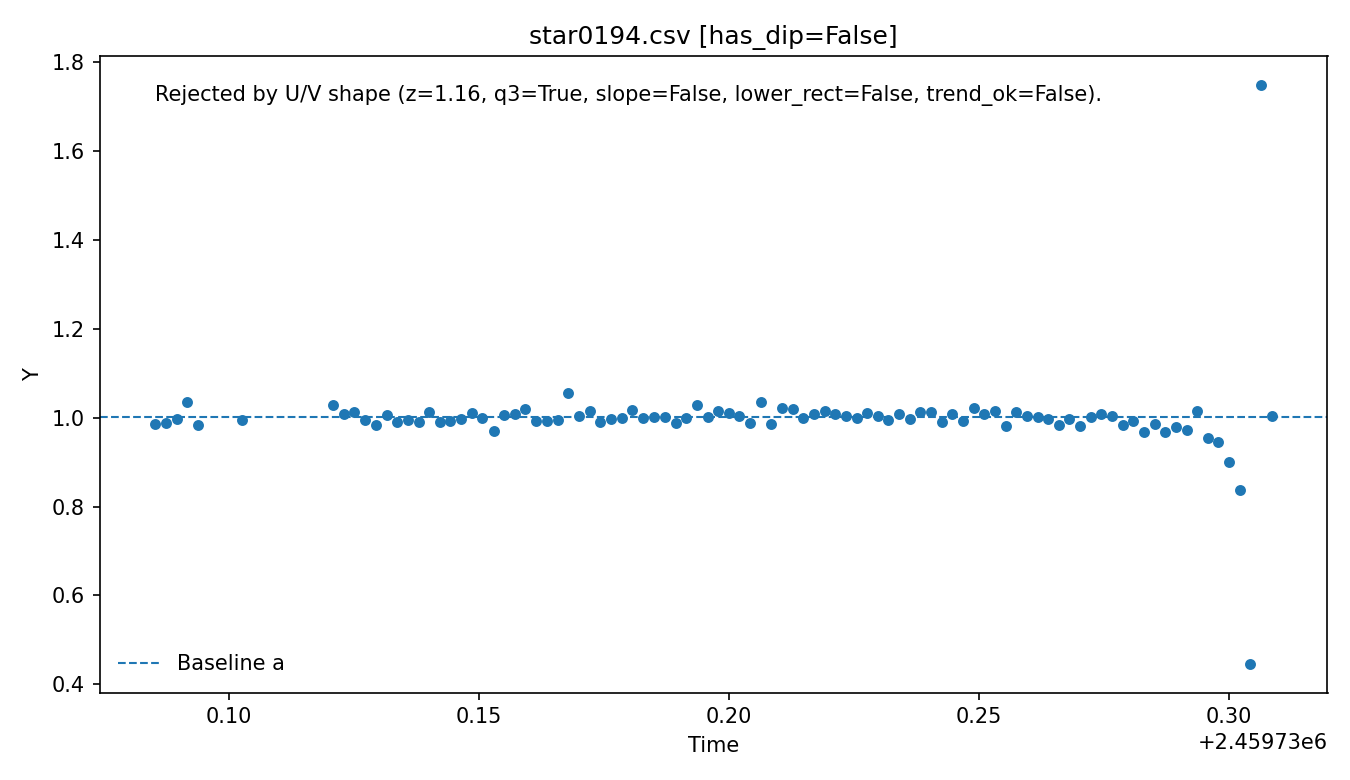 star0194.csv [has_dip=False]
Rejected by U/V shape (z=1.16, q3=True, slope=False, lower_rect=False, trend_ok=False).
1.8
1.6
1.4
1.2
1.0
0.8
0.6
0.4
Y
Baseline a
0.10 0.15 0.20 0.25 0.30
Time
+2.45973e6